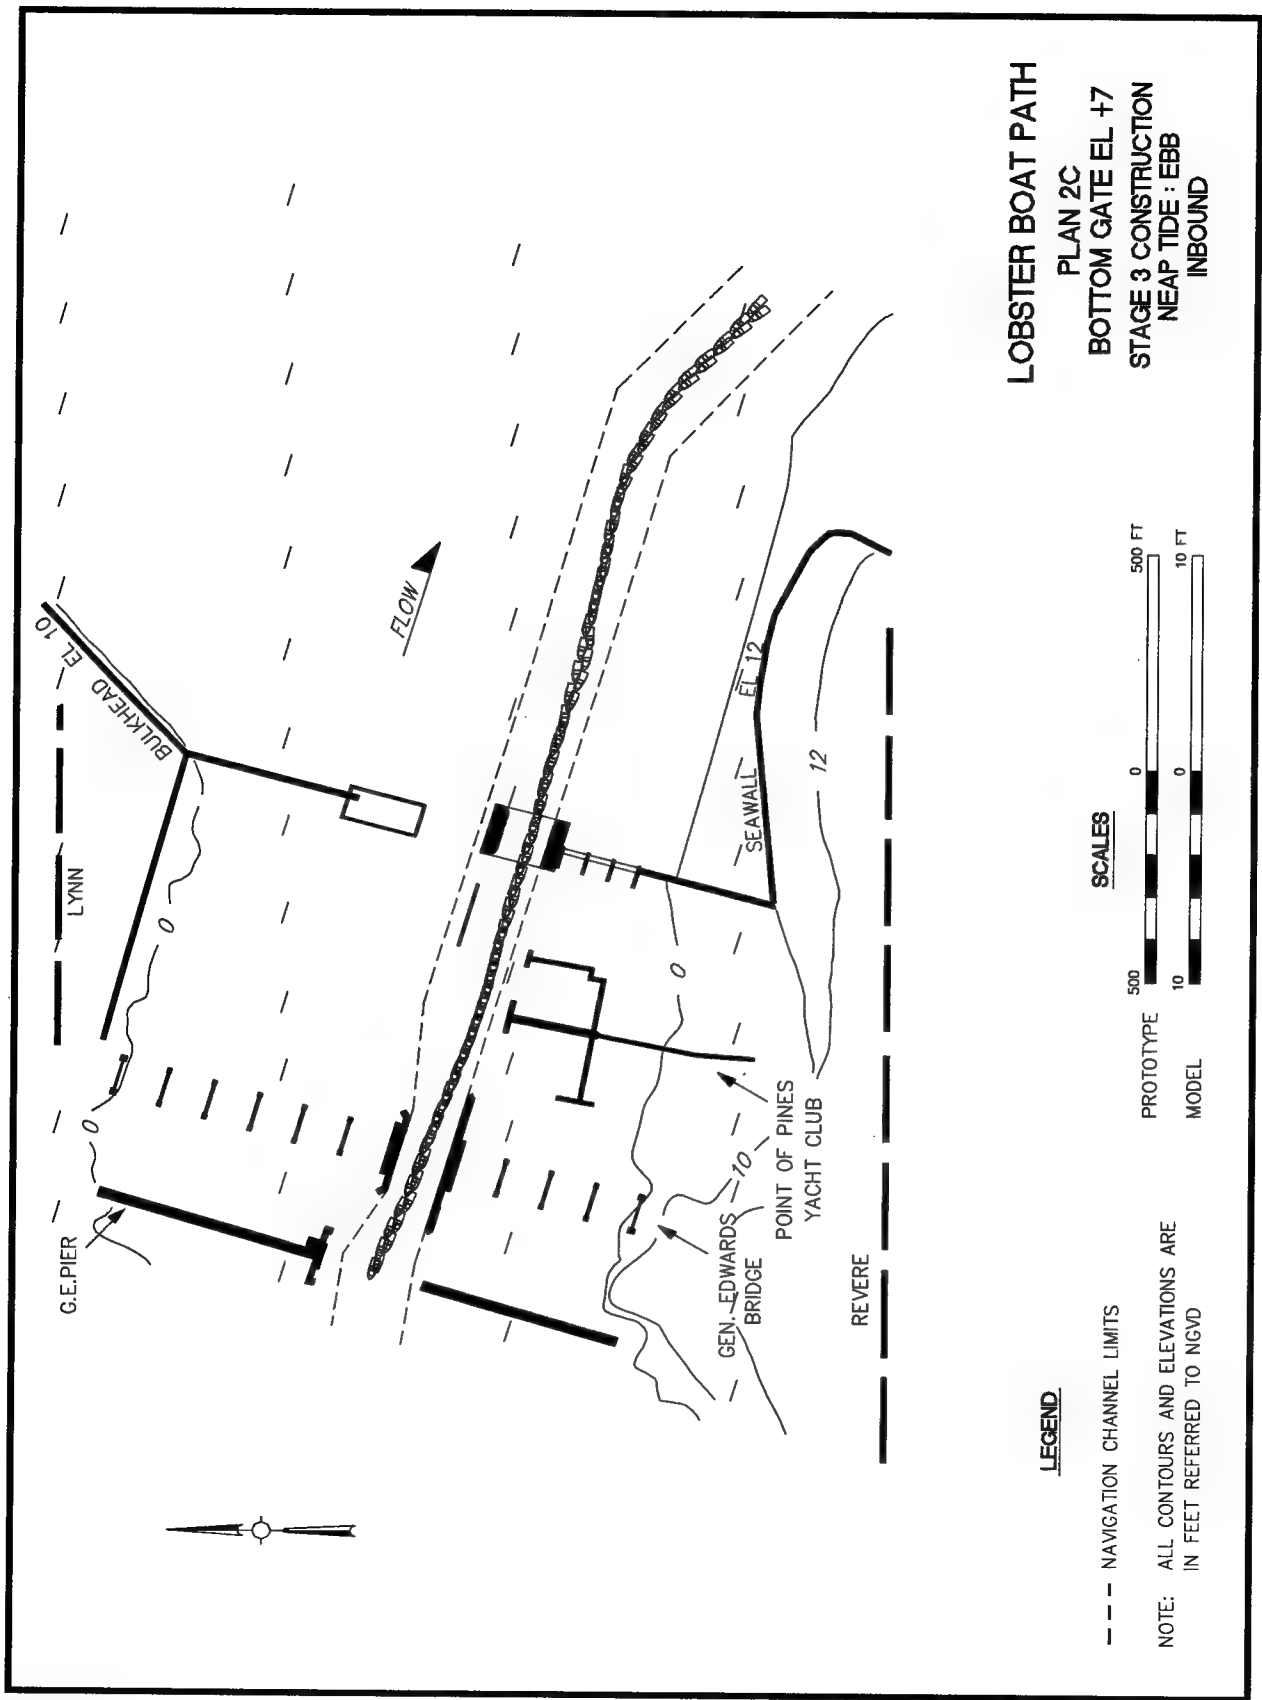 LYNN
BULKHEAD EL 10
0
0
G.E.PIER
FLOW
SEAWALL EL 12
12
0
10
POINT OF PINES
YACHT CLUB
GEN. EDWARDS
BRIDGE
REVERE
LOBSTER BOAT PATH
PLAN 2C
BOTTOM GATE EL +7
STAGE 3 CONSTRUCTION
NEAP TIDE : EBB
INBOUND
SCALES
PROTOTYPE 500 0 500 FT
MODEL 10 0 10 FT
LEGEND
--- NAVIGATION CHANNEL LIMITS
NOTE: ALL CONTOURS AND ELEVATIONS ARE
IN FEET REFERRED TO NGVD